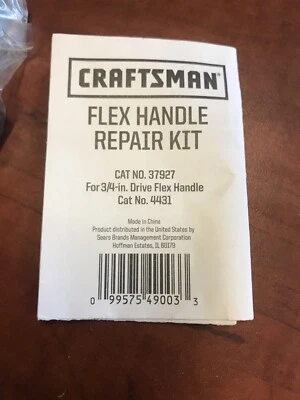 CRAFTSMAN®
FLEX HANDLE
REPAIR KIT
CAT NO. 37927
For 3/4-in. Drive Flex Handle
Cat No. 4431
Made in China
Product distributed in the United States by
Sears Brands Management Corporation
Hoffman Estates, IL 60179
0 99575 49003 3